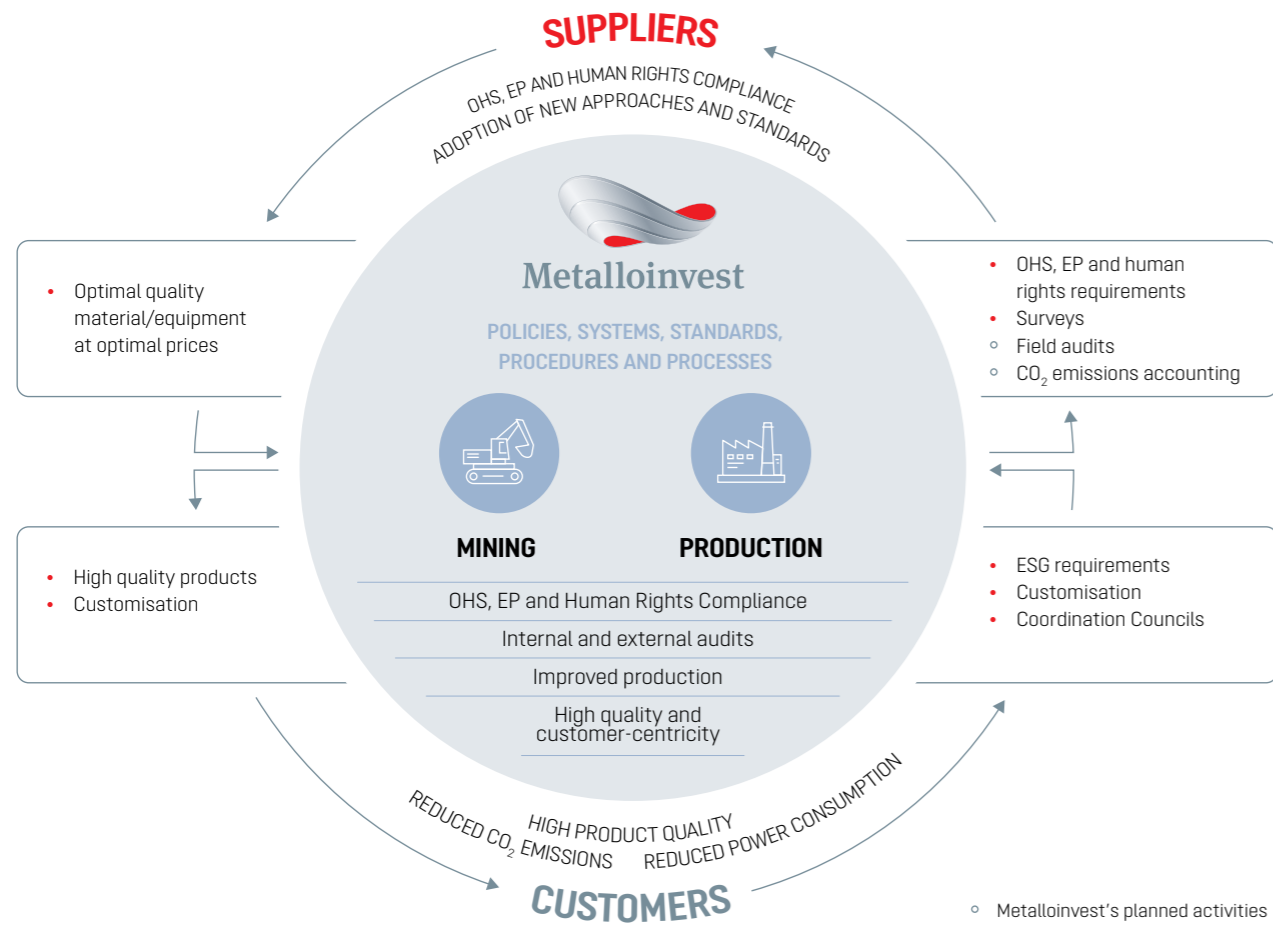 SUPPLIERS
OHS, EP AND HUMAN RIGHTS COMPLIANCE
ADOPTION OF NEW APPROACHES AND STANDARDS
Metalloinvest
POLICIES, SYSTEMS, STANDARDS,
PROCEDURES AND PROCESSES
• Optimal quality
material/equipment
at optimal prices
• OHS, EP and human
rights requirements
• Surveys
◦ Field audits
◦ CO₂ emissions accounting
MINING
PRODUCTION
OHS, EP and Human Rights Compliance
Internal and external audits
Improved production
High quality and
customer-centricity
• High quality products
• Customisation
• ESG requirements
• Customisation
• Coordination Councils
REDUCED CO₂ EMISSIONS
HIGH PRODUCT QUALITY
REDUCED POWER CONSUMPTION
CUSTOMERS
◦ Metalloinvest's planned activities